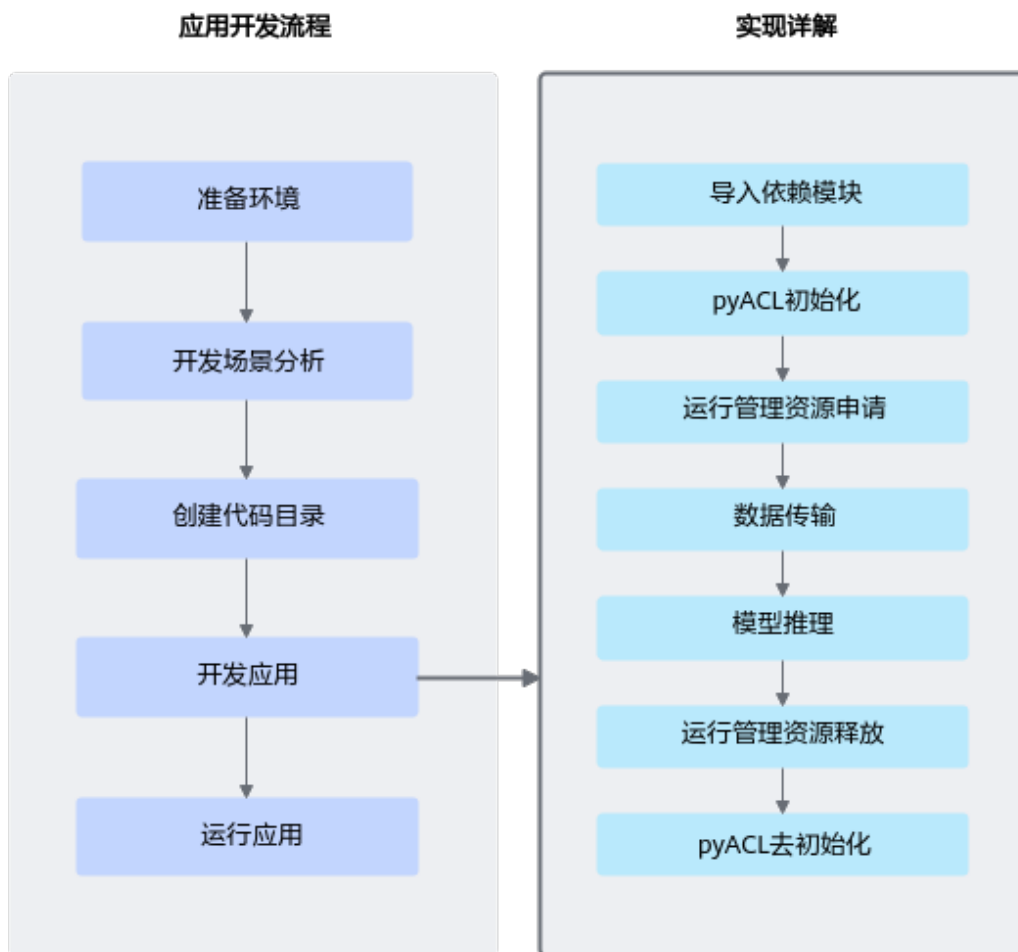 应用开发流程
准备环境
开发场景分析
创建代码目录
开发应用
运行应用
实现详解
导入依赖模块
pyACL初始化
运行管理资源申请
数据传输
模型推理
运行管理资源释放
pyACL去初始化